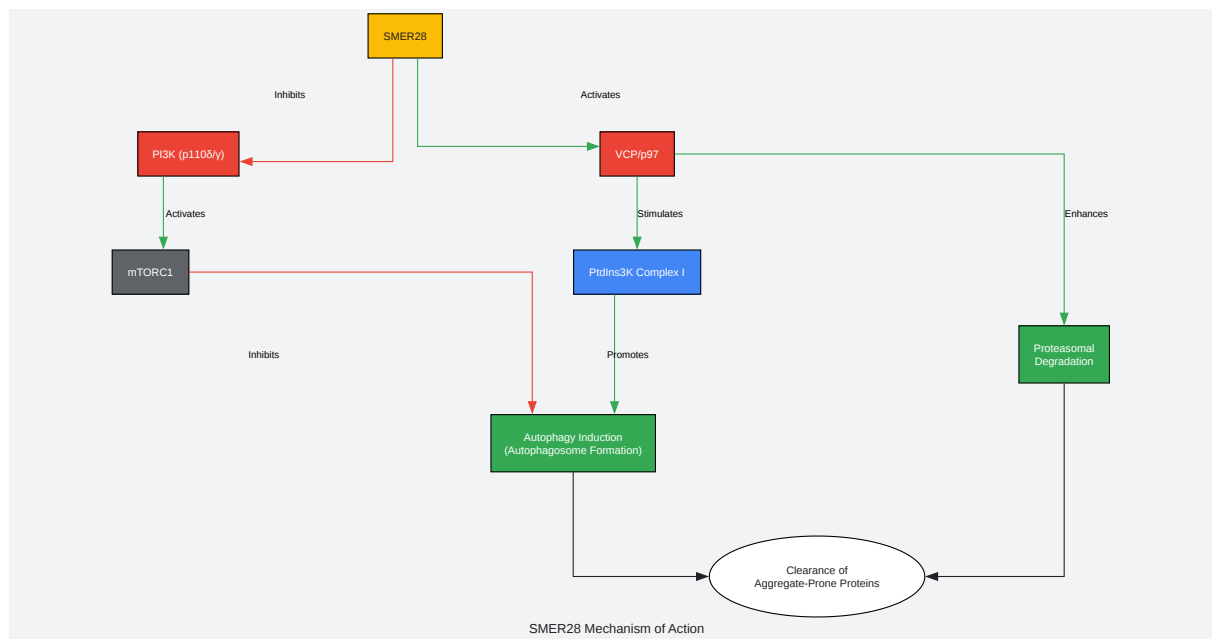 SMER28
Inhibits
Activates
PI3K (p110δ/γ)
VCP/p97
Activates
Stimulates
Enhances
mTORC1
PtdIns3K Complex I
Inhibits
Promotes
Proteasomal
Degradation
Autophagy Induction
(Autophagosome Formation)
Clearance of
Aggregate-Prone Proteins
SMER28 Mechanism of Action